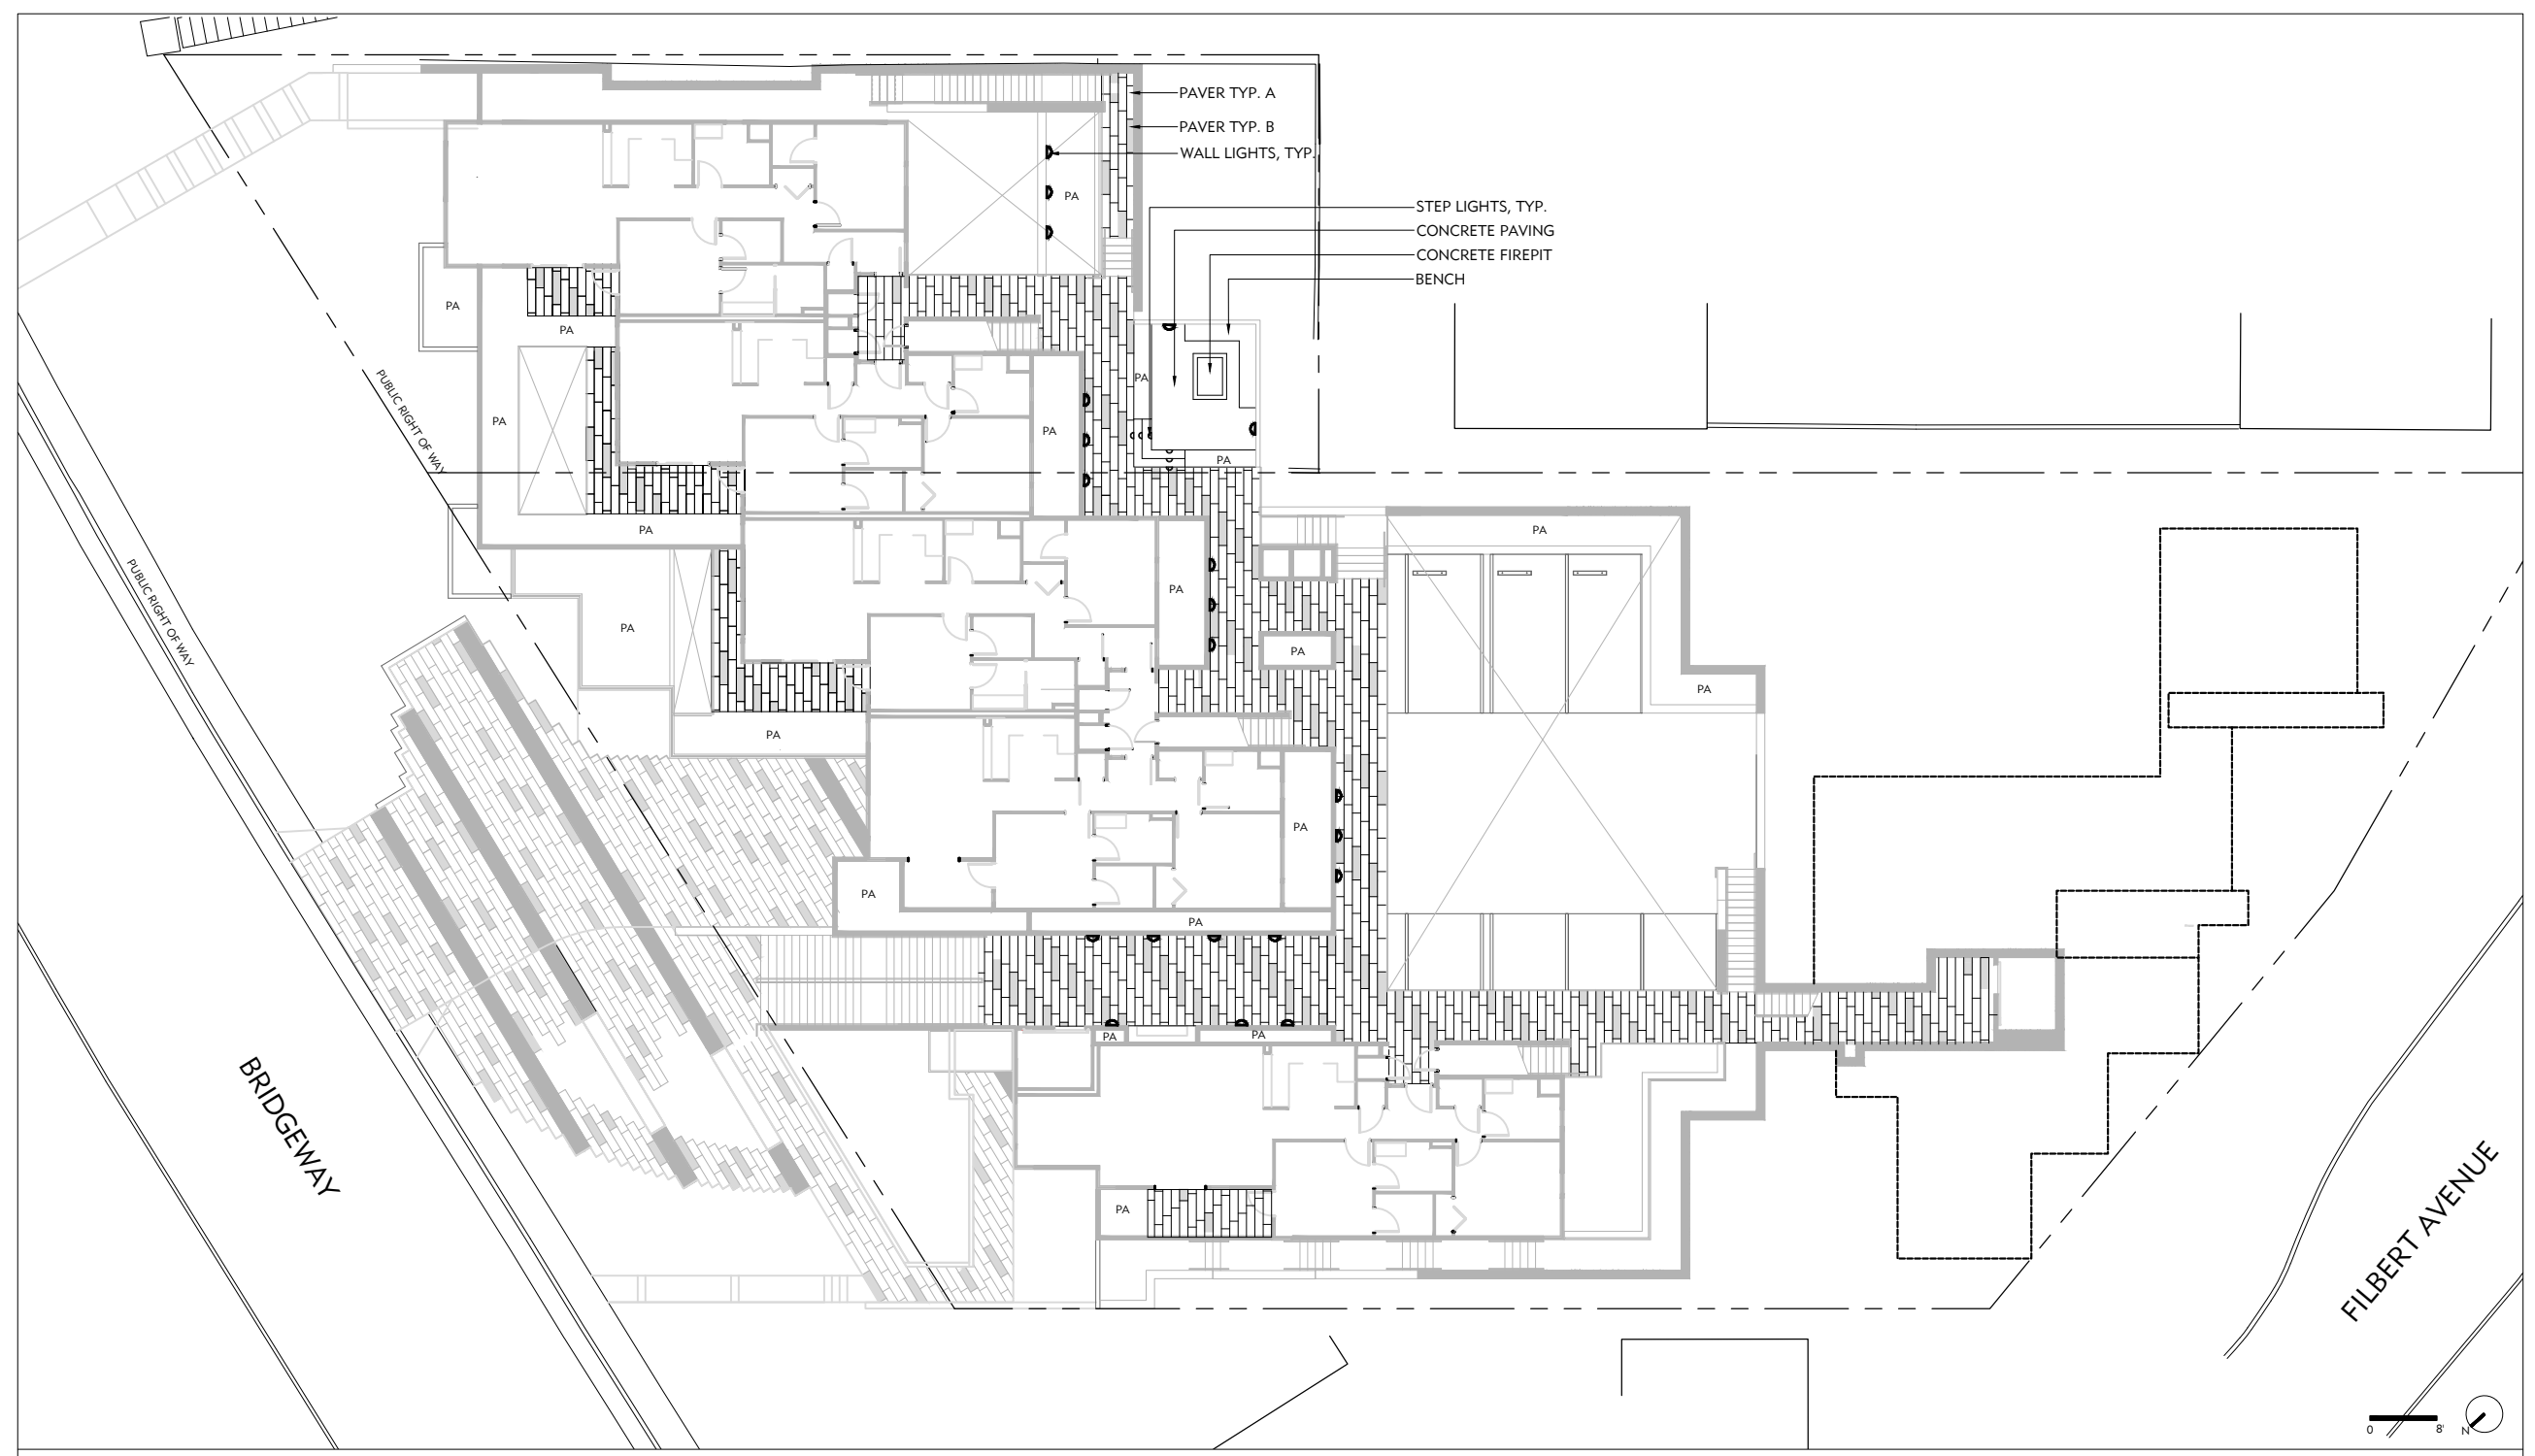 PAVER TYP. A
PAVER TYP. B
WALL LIGHTS, TYP.
PA
STEP LIGHTS, TYP.
CONCRETE PAVING
CONCRETE FIREPIT
BENCH
PA
PA
PA
PUBLIC RIGHT OF WAY
PA
PA
PA
PA
PA
PUBLIC RIGHT OF WAY
PA
PA
PA
PA
PA
PA
PA
PA
PA
PA
PA
BRIDGEWAY
PA
FILBERT AVENUE
0 8'
N